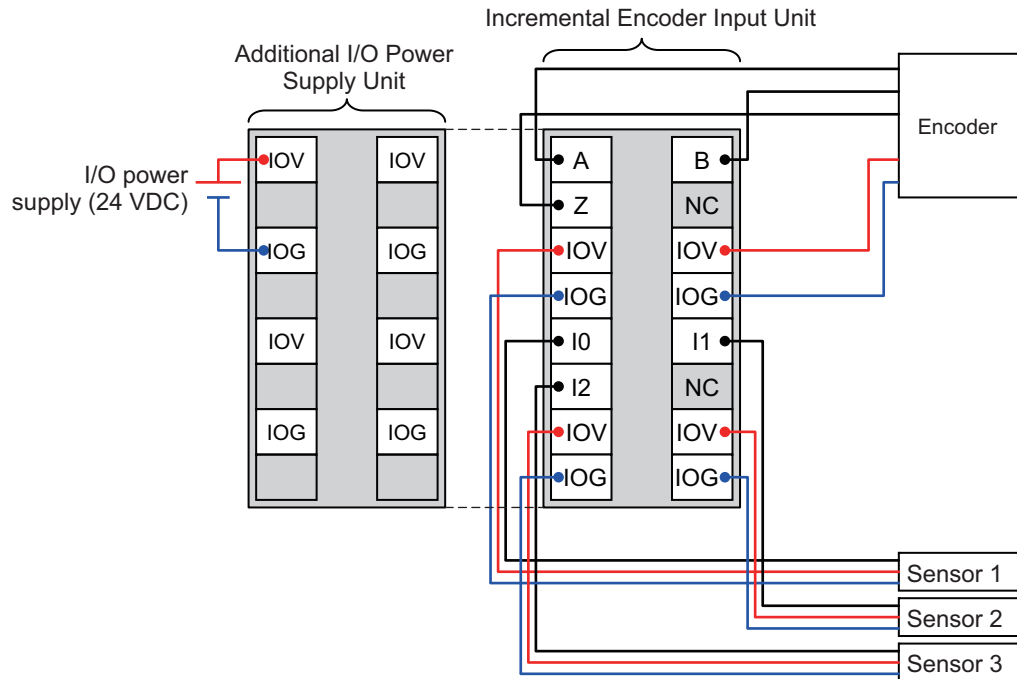 Incremental Encoder Input Unit
Additional I/O Power
Supply Unit
I/O power
supply (24 VDC)
IOV
IOV
IOG
IOG
IOV
IOV
IOG
IOG
A
B
Z
NC
IOV
IOV
IOG
IOG
I0
I1
I2
NC
IOV
IOV
IOG
IOG
Encoder
Sensor 1
Sensor 2
Sensor 3